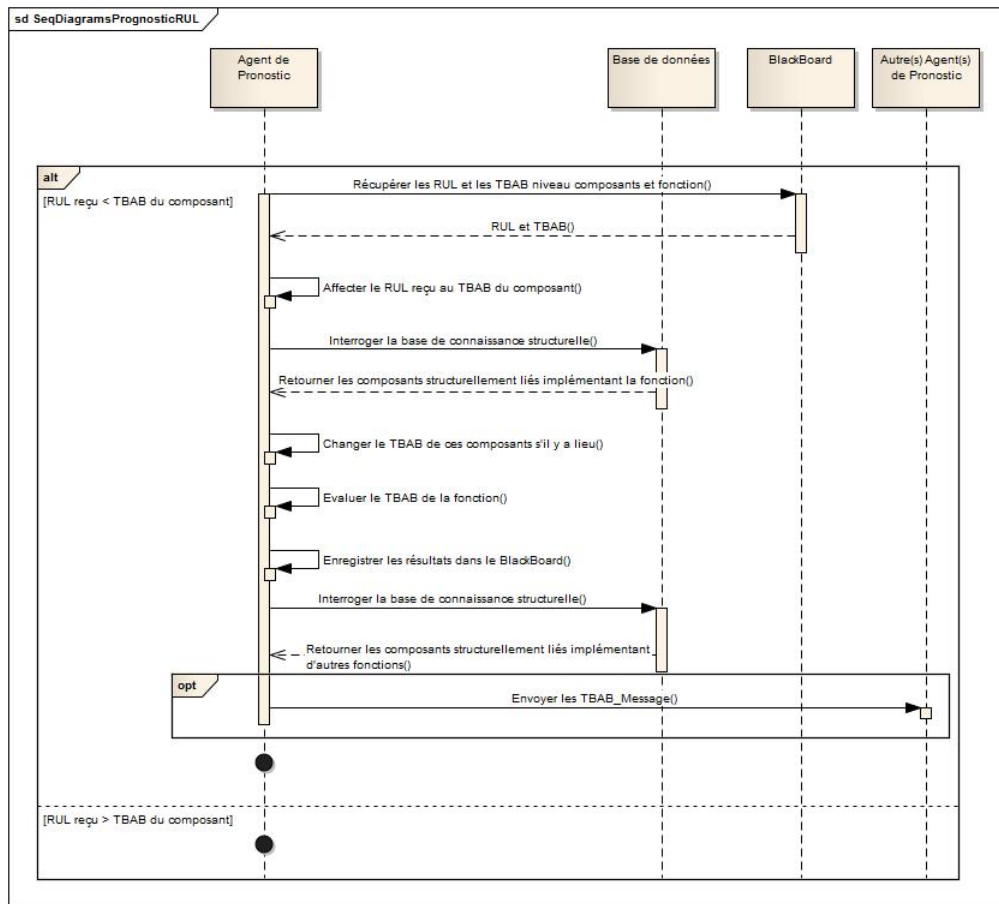 sd SeqDiagramsPrognosticRUL
Agent de
Pronostic
Base de données
BlackBoard
Autre(s) Agent(s)
de Pronostic
alt
[RUL reçu < TBAB du composant]
Récupérer les RUL et les TBAB niveau composants et fonction()
RUL et TBAB()
Affecter le RUL reçu au TBAB du composant()
Interroger la base de connaissance structurelle()
Retourner les composants structurellement liés implémentant la fonction()
Changer le TBAB de ces composants s'il y a lieu()
Evaluer le TBAB de la fonction()
Enregistrer les résultats dans le BlackBoard()
Interroger la base de connaissance structurelle()
Retourner les composants structurellement liés implémentant
d'autres fonctions()
opt
Envoyer les TBAB_Message()
[RUL reçu > TBAB du composant]